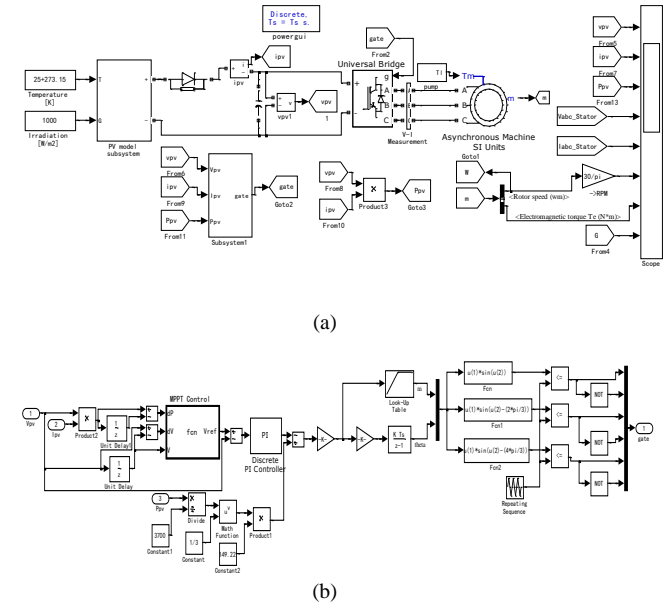 Discrete,
Ts = Ts s.
powergui
25+273.15
Temperature
[K]
1000
Irradiation
[W/m2]
T
G
+
−
PV model
subsystem
ipv
ipv
vpv1
vpv
1
gate
From2
Universal Bridge
g
A
B
C
+
−
V-I
Measurement
Tl
pump
Tm
m
A
B
C
Asynchronous Machine
SI Units
m
vpv
From5
ipv
From7
Ppv
From13
Vabc_Stator
Iabc_Stator
Goto1
W
m
<Rotor speed (wm)>
<Electromagnetic torque Te (N*m)>
30/pi
->RPM
G
From4
Scope
vpv
From6
ipv
From9
Ppv
From11
Vpv
Ipv
Ppv
gate
Subsystem1
gate
Goto2
vpv
From8
ipv
From10
×
Product3
Ppv
Goto3
(a)
1
Vpv
2
Ipv
×
Product2
1
z
Unit Delay1
1
z
Unit Delay
MPPT Control
dP
dV
V
fcn
Vref
PI
Discrete
PI Controller
3
Ppv
3700
Constant1
Divide
1/3
Constant
u
v
Math
Function
149.22
Constant2
×
Product1
-K-
-K-
Look-Up
Table
m
K Ts
z-1
theta
u(1)*sin(u(2))
Fcn
u(1)*sin(u(2)-(2*pi/3))
Fcn1
u(1)*sin(u(2)-(4*pi/3))
Fcn2
Repeating
Sequence
<=
<=
<=
NOT
NOT
NOT
1
gate
(b)